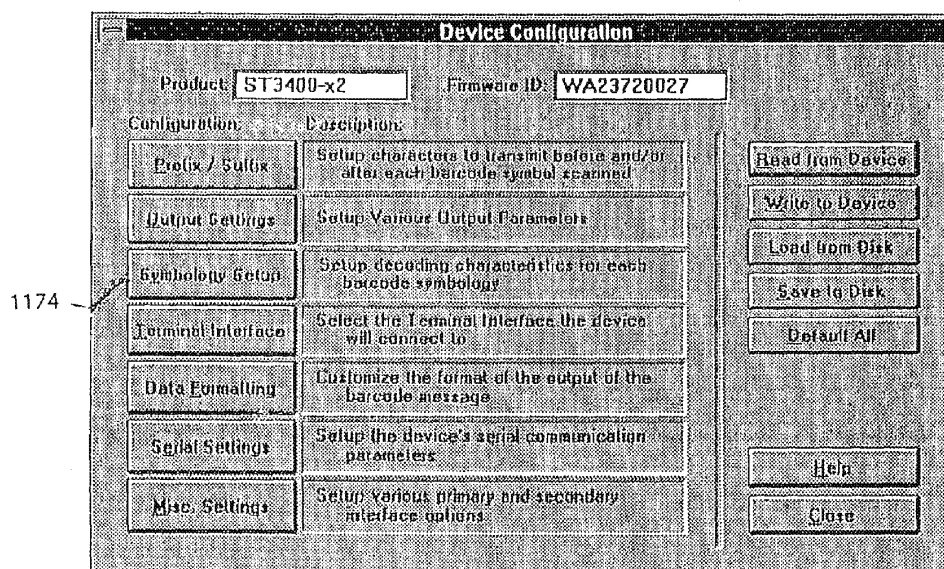 Device Configuration
Product: ST3400-x2 Firmware ID: WA23720027
Configuration: Description:
Prefix / Suffix
Setup characters to transmit before and/or
after each barcode symbol scanned
Output Settings
Setup Various Output Parameters
Symbology Setup
Setup decoding characteristics for each
barcode symbology
Terminal Interface
Select the Terminal Interface the device
will connect to
Data Formatting
Customize the format of the output of the
barcode message
Serial Settings
Setup the device's serial communication
parameters
Misc. Settings
Setup various primary and secondary
interface options
Read from Device
Write to Device
Load from Disk
Save to Disk
Default All
Help
Close
1174